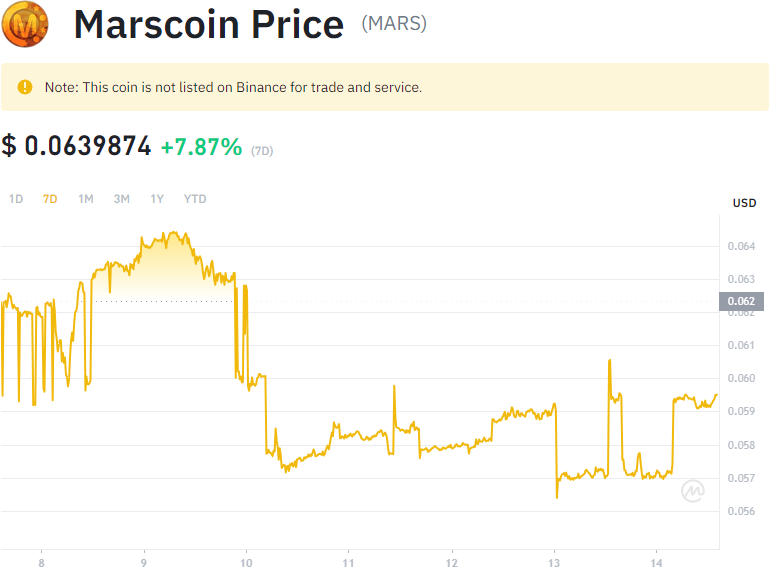 Marscoin Price (MARS)
Note: This coin is not listed on Binance for trade and service.
$ 0.0639874 +7.87% (7D)
1D 7D 1M 3M 1Y YTD
USD
0.064
0.063
0.062
0.062
0.061
0.060
0.059
0.058
0.057
0.056
8 9 10 11 12 13 14